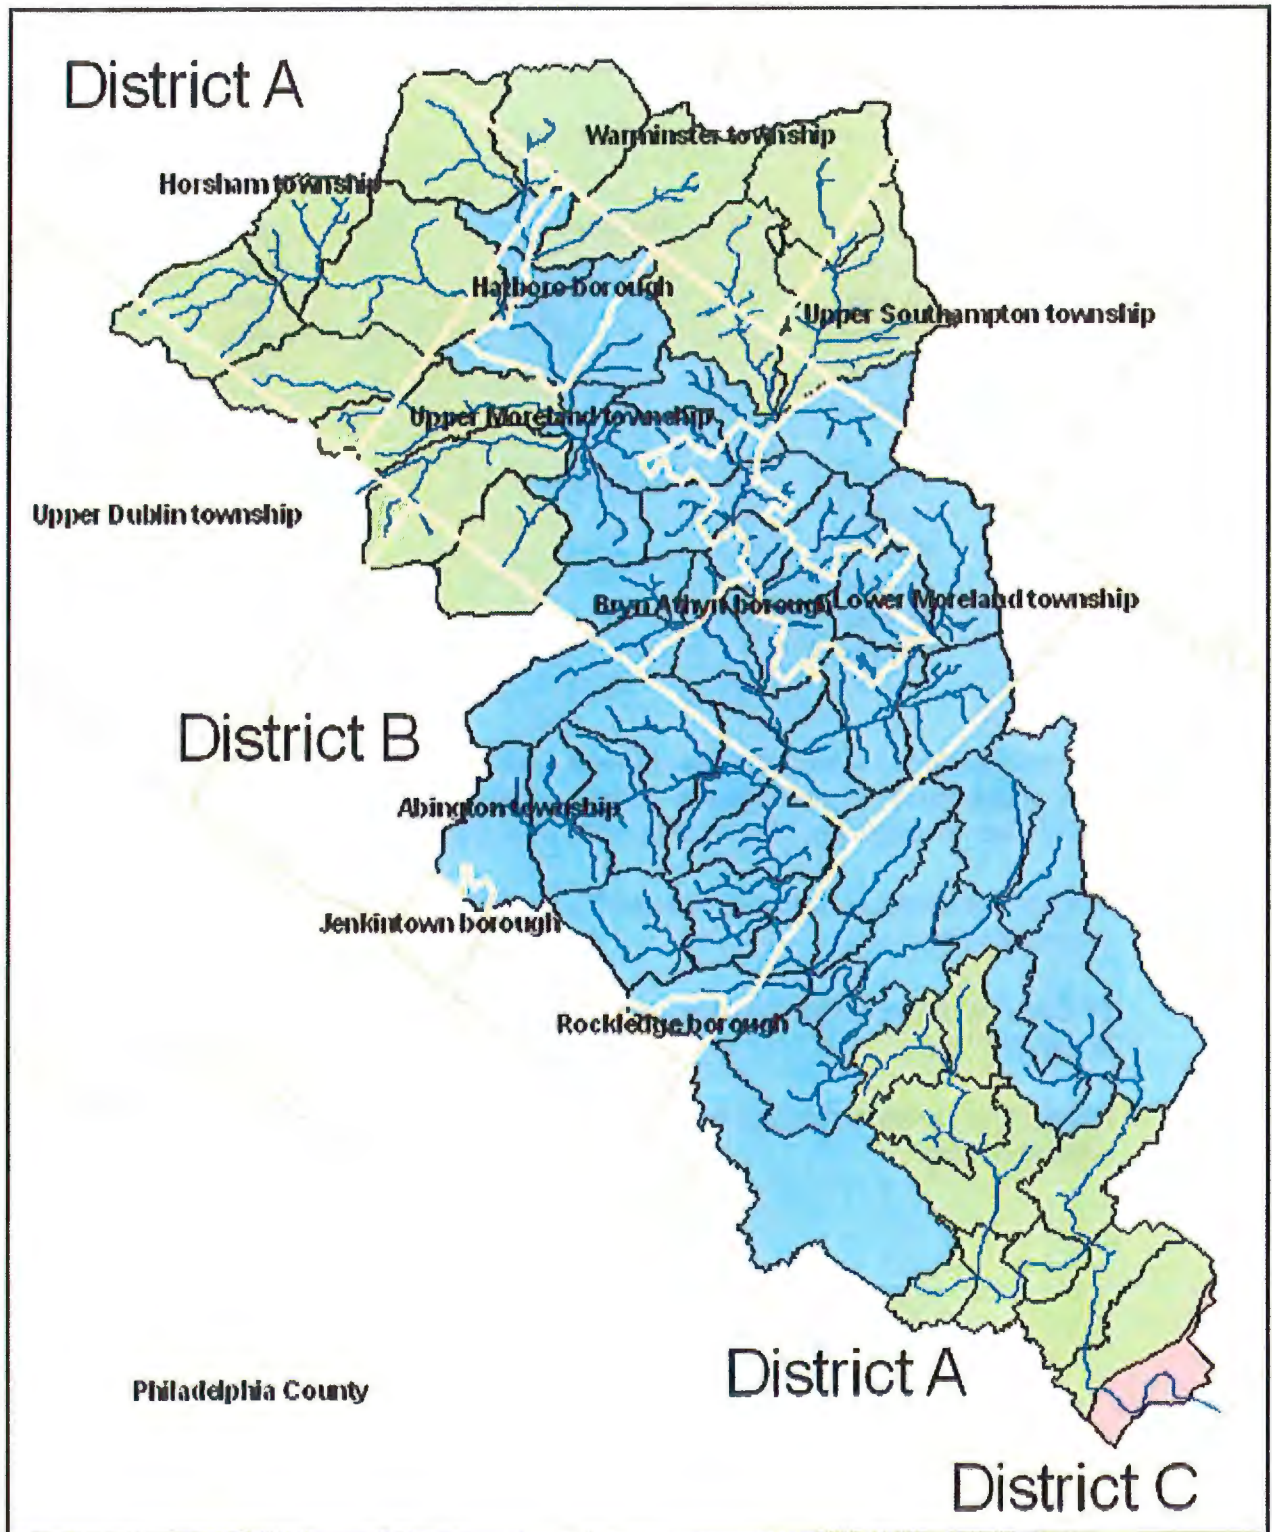 District A
Warminster township
Horsham township
Hatboro borough
Upper Southampton township
Upper Moreland township
Upper Dublin township
Bryn Athyn borough
Lower Moreland township
District B
Abington township
Jenkintown borough
Rockledge borough
District A
Philadelphia County
District C